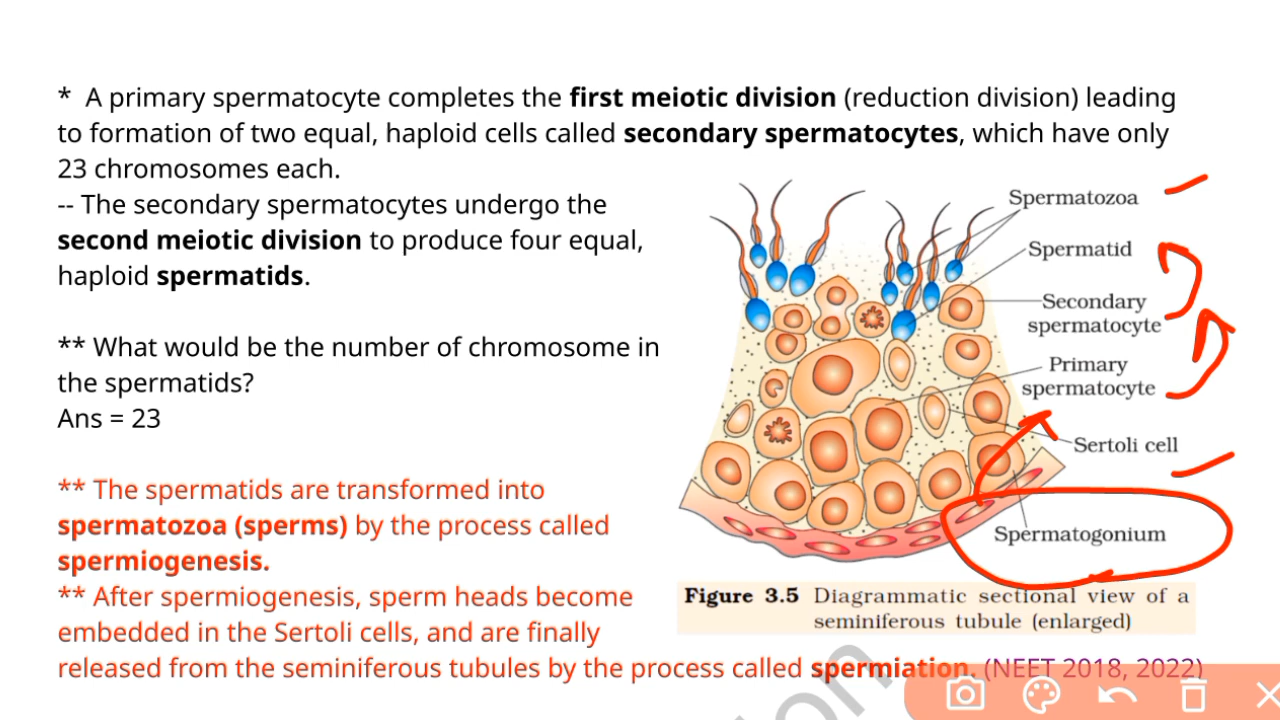 * A primary spermatocyte completes the first meiotic division (reduction division) leading
to formation of two equal, haploid cells called secondary spermatocytes, which have only
23 chromosomes each.
-- The secondary spermatocytes undergo the
second meiotic division to produce four equal,
haploid spermatids.
** What would be the number of chromosome in
the spermatids?
Ans = 23
** The spermatids are transformed into
spermatozoa (sperms) by the process called
spermiogenesis.
** After spermiogenesis, sperm heads become
embedded in the Sertoli cells, and are finally
released from the seminiferous tubules by the process called spermiation. (NEET 2018, 2022)
Spermatozoa
Spermatid
Secondary
spermatocyte
Primary
spermatocyte
Sertoli cell
Spermatogonium
Figure 3.5 Diagrammatic sectional view of a
seminiferous tubule (enlarged)